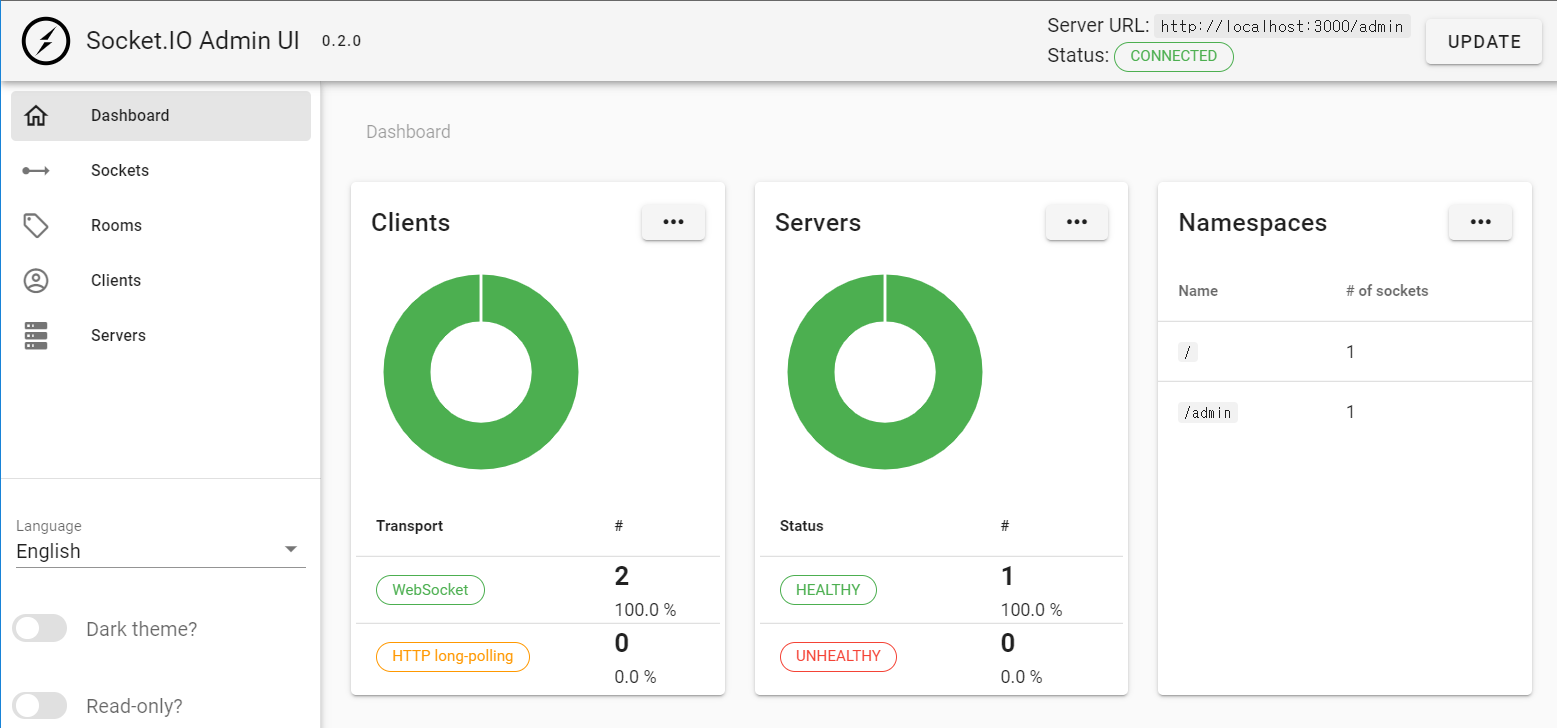 Socket.IO Admin UI 0.2.0
Server URL: http://localhost:3000/admin
Status: CONNECTED
UPDATE
Dashboard
Sockets
Rooms
Clients
Servers
Language
English
Dark theme?
Read-only?
Dashboard
Clients
•••
Transport #
WebSocket 2
100.0 %
HTTP long-polling 0
0.0 %
Servers
•••
Status #
HEALTHY 1
100.0 %
UNHEALTHY 0
0.0 %
Namespaces
•••
Name # of sockets
/ 1
/admin 1